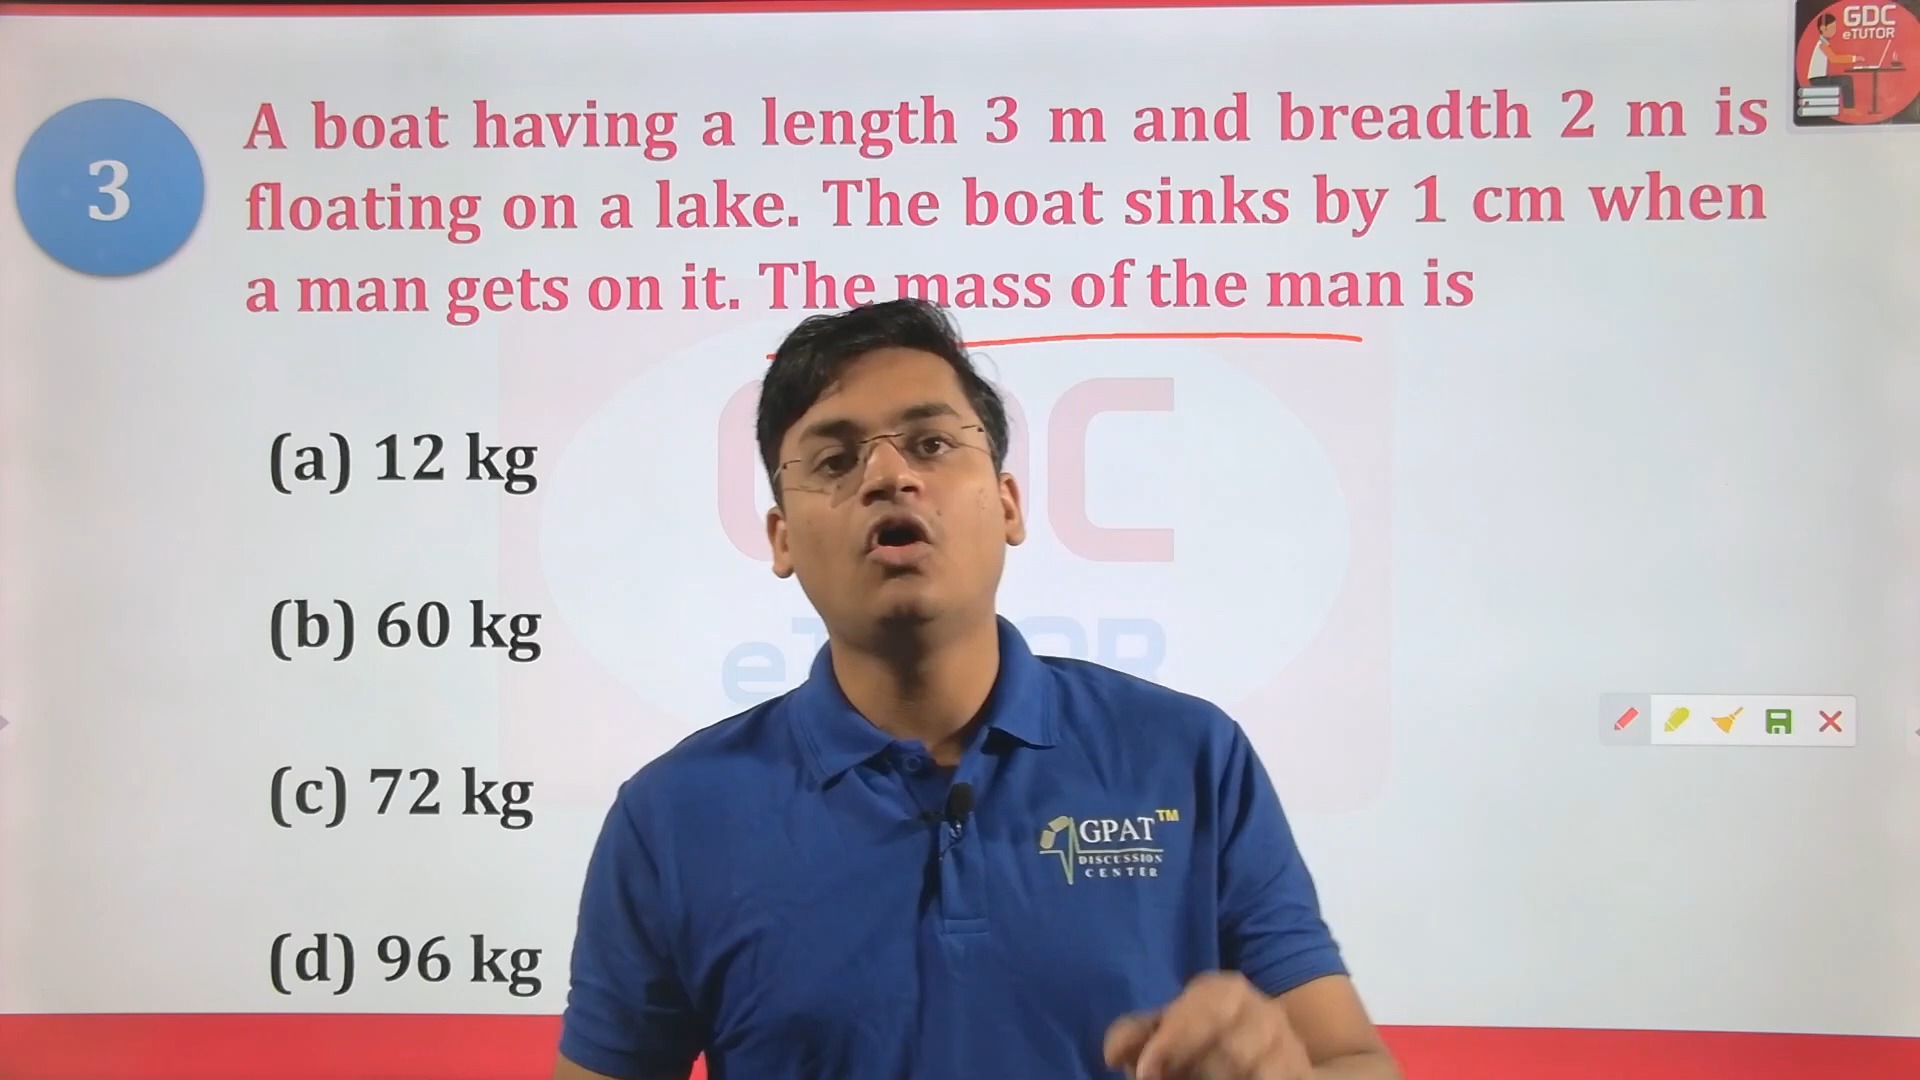 GDC
eTUTOR
3
A boat having a length 3 m and breadth 2 m is
floating on a lake. The boat sinks by 1 cm when
a man gets on it. The mass of the man is
(a) 12 kg
(b) 60 kg
(c) 72 kg
(d) 96 kg
GPAT™
DISCUSSION
CENTER